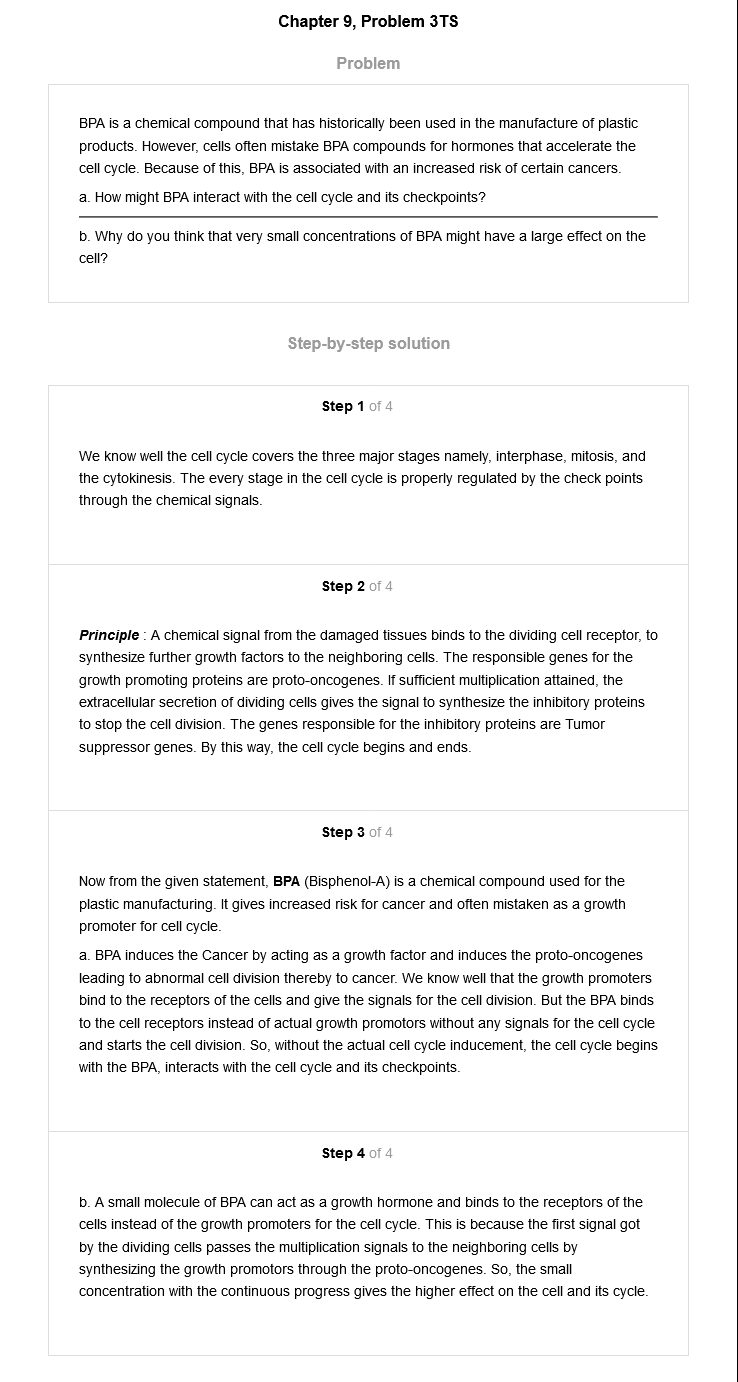 Chapter 9, Problem 3TS
Problem
BPA is a chemical compound that has historically been used in the manufacture of plastic
products. However, cells often mistake BPA compounds for hormones that accelerate the
cell cycle. Because of this, BPA is associated with an increased risk of certain cancers.
a. How might BPA interact with the cell cycle and its checkpoints?
b. Why do you think that very small concentrations of BPA might have a large effect on the
cell?
Step-by-step solution
Step 1 of 4
We know well the cell cycle covers the three major stages namely, interphase, mitosis, and
the cytokinesis. The every stage in the cell cycle is properly regulated by the check points
through the chemical signals.
Step 2 of 4
Principle : A chemical signal from the damaged tissues binds to the dividing cell receptor, to
synthesize further growth factors to the neighboring cells. The responsible genes for the
growth promoting proteins are proto-oncogenes. If sufficient multiplication attained, the
extracellular secretion of dividing cells gives the signal to synthesize the inhibitory proteins
to stop the cell division. The genes responsible for the inhibitory proteins are Tumor
suppressor genes. By this way, the cell cycle begins and ends.
Step 3 of 4
Now from the given statement, BPA (Bisphenol-A) is a chemical compound used for the
plastic manufacturing. It gives increased risk for cancer and often mistaken as a growth
promoter for cell cycle.
a. BPA induces the Cancer by acting as a growth factor and induces the proto-oncogenes
leading to abnormal cell division thereby to cancer. We know well that the growth promoters
bind to the receptors of the cells and give the signals for the cell division. But the BPA binds
to the cell receptors instead of actual growth promotors without any signals for the cell cycle
and starts the cell division. So, without the actual cell cycle inducement, the cell cycle begins
with the BPA, interacts with the cell cycle and its checkpoints.
Step 4 of 4
b. A small molecule of BPA can act as a growth hormone and binds to the receptors of the
cells instead of the growth promoters for the cell cycle. This is because the first signal got
by the dividing cells passes the multiplication signals to the neighboring cells by
synthesizing the growth promotors through the proto-oncogenes. So, the small
concentration with the continuous progress gives the higher effect on the cell and its cycle.